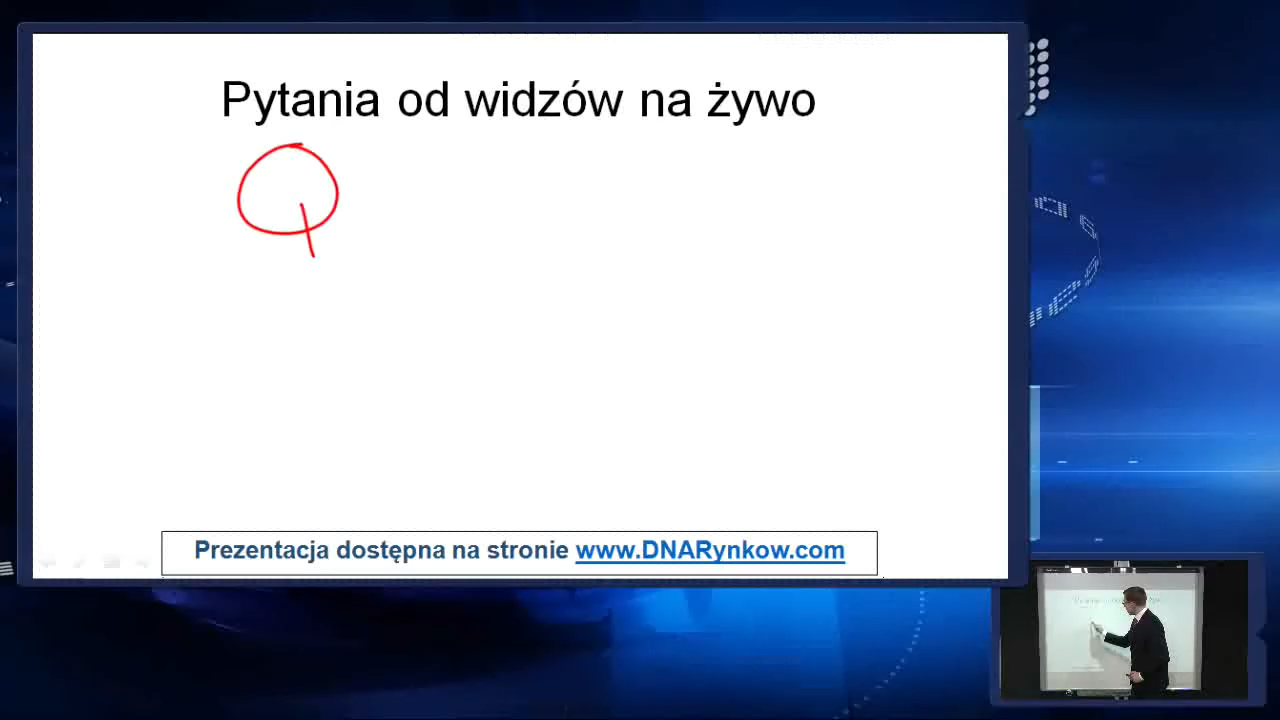 Pytania od widzów na żywo
Q
Prezentacja dostępna na stronie www.DNARynkow.com